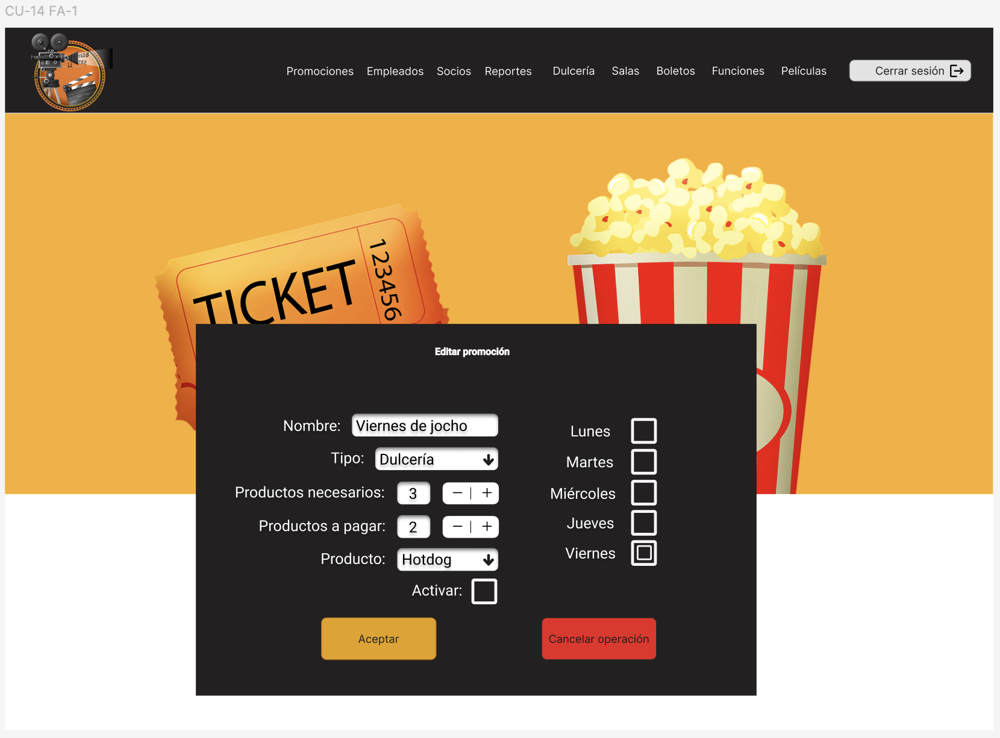 CU-14 FA-1
Promociones Empleados Socios Reportes Dulcería Salas Boletos Funciones Películas Cerrar sesión
TICKET
123456
Editar promoción
Nombre: Viernes de jocho
Tipo: Dulcería
Productos necesarios: 3 − | +
Productos a pagar: 2 − | +
Producto: Hotdog
Activar:
Lunes
Martes
Miércoles
Jueves
Viernes
Aceptar
Cancelar operación